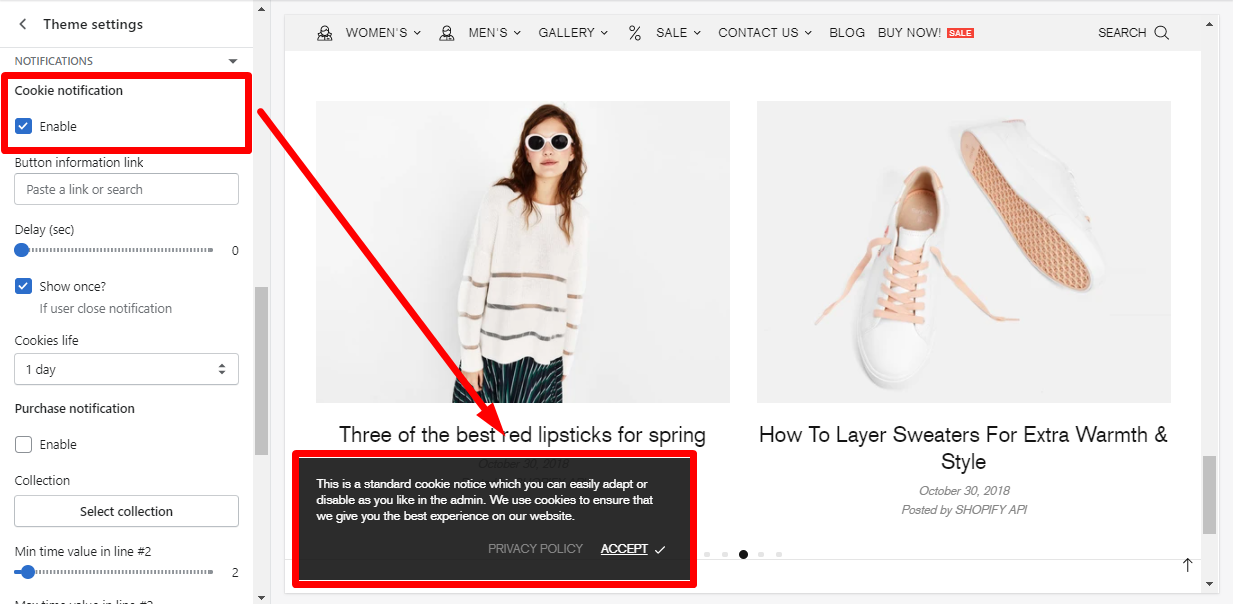 Theme settings
NOTIFICATIONS
Cookie notification
Enable
Button information link
Paste a link or search
Delay (sec)
0
Show once?
If user close notification
Cookies life
1 day
Purchase notification
Enable
Collection
Select collection
Min time value in line #2
2
WOMEN'S
MEN'S
GALLERY
SALE
CONTACT US
BLOG
BUY NOW!
SALE
SEARCH
Three of the best red lipsticks for spring
October 30, 2018
How To Layer Sweaters For Extra Warmth &
Style
October 30, 2018
Posted by SHOPIFY API
This is a standard cookie notice which you can easily adapt or
disable as you like in the admin. We use cookies to ensure that
we give you the best experience on our website.
PRIVACY POLICY
ACCEPT